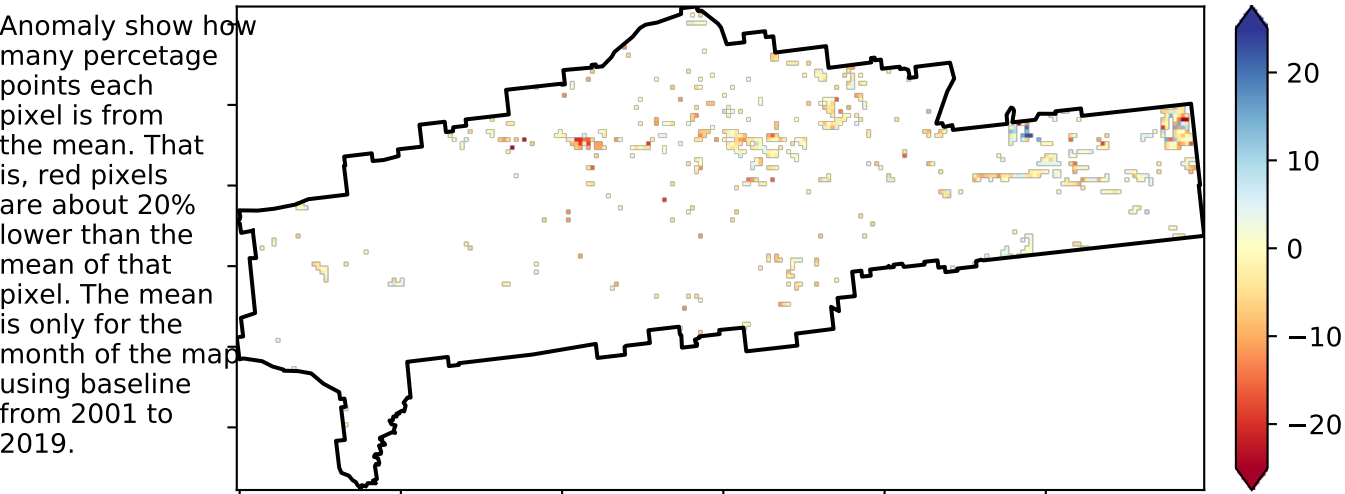 Anomaly show how
many percetage
points each
pixel is from
the mean. That
is, red pixels
are about 20%
lower than the
mean of that
pixel. The mean
is only for the
month of the map
using baseline
from 2001 to
2019.
20
10
0
−10
−20